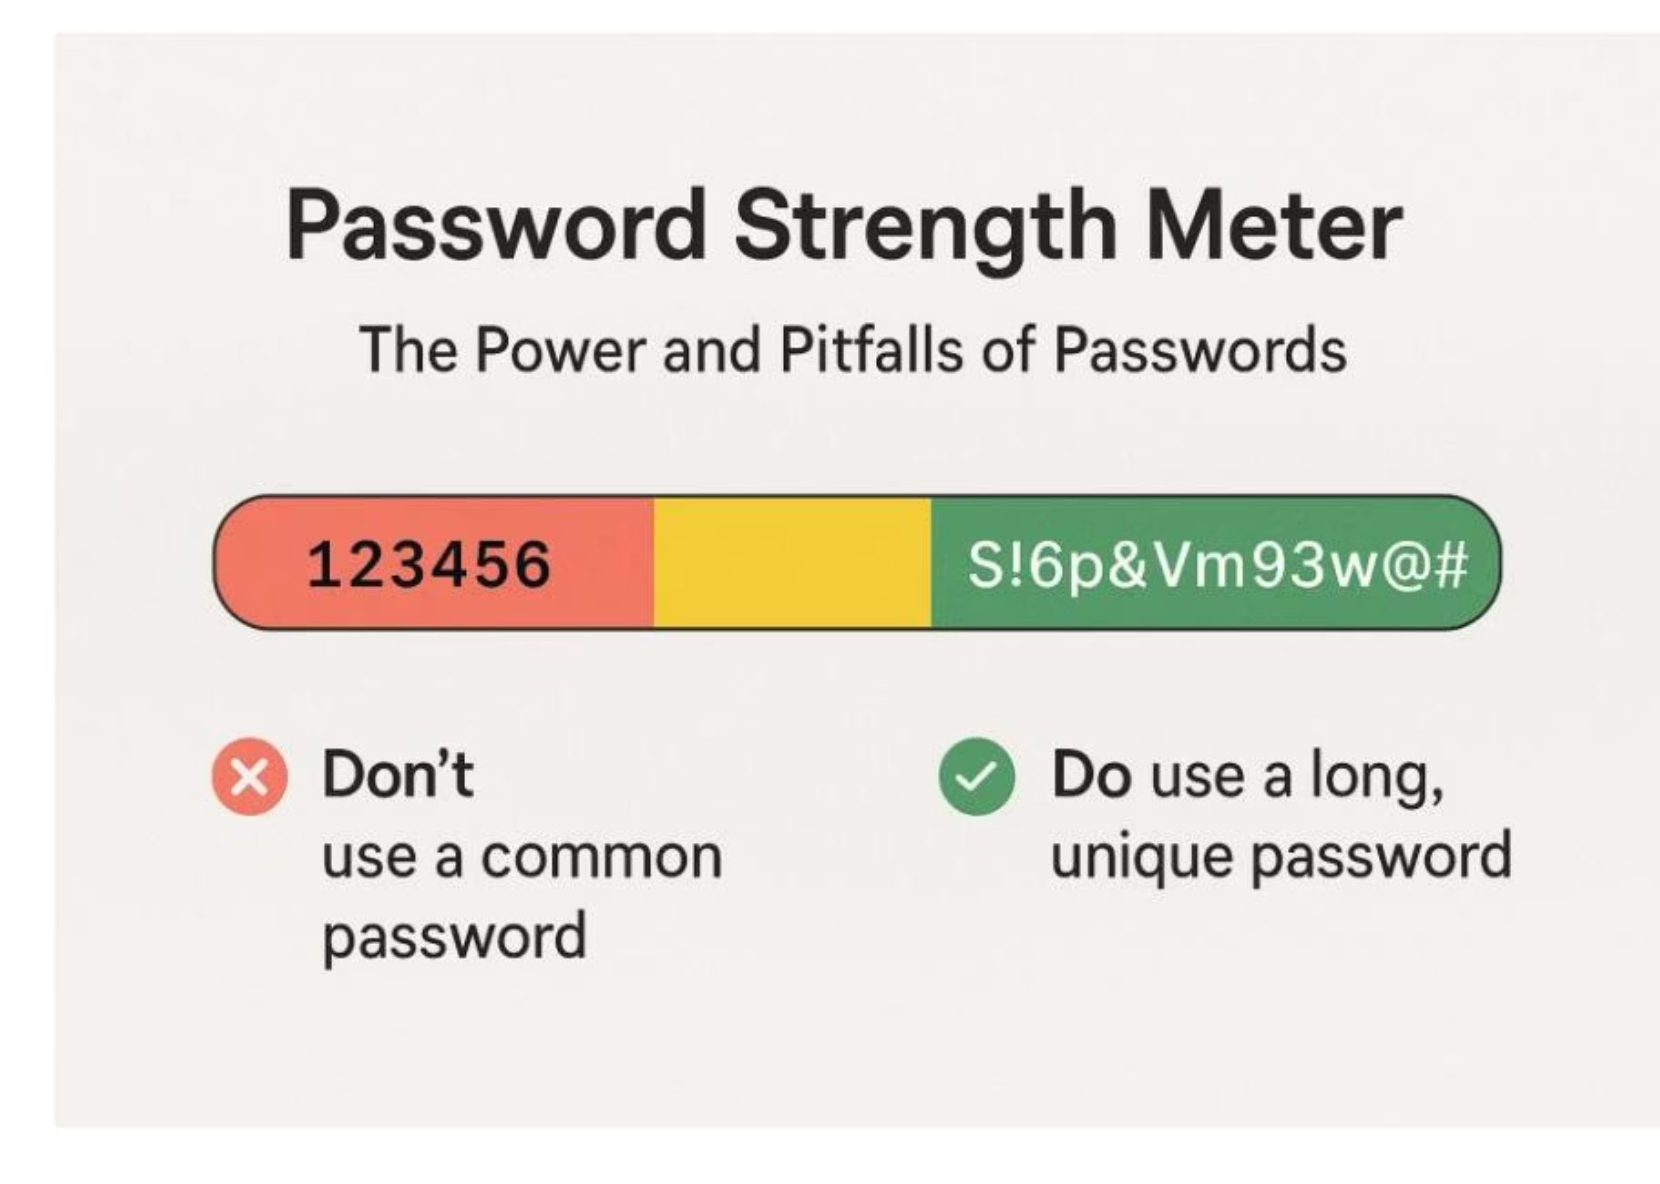 Password Strength Meter
The Power and Pitfalls of Passwords
123456
S!6p&Vm93w@#
Don’t
use a common
password
Do use a long,
unique password